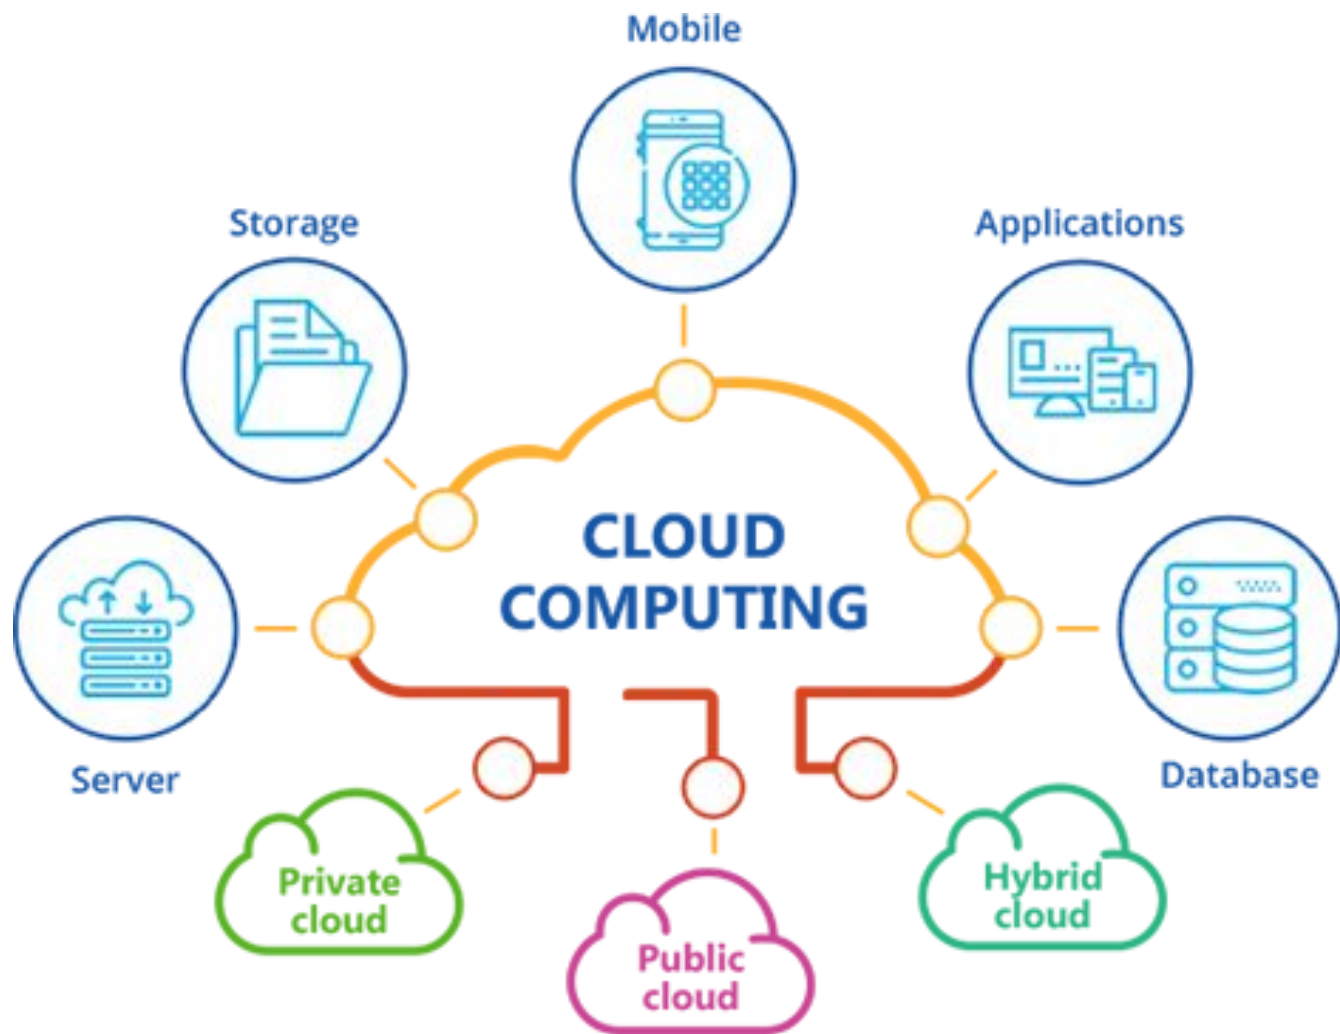 Mobile
Storage
Applications
CLOUD
COMPUTING
Server
Database
Private
cloud
Public
cloud
Hybrid
cloud